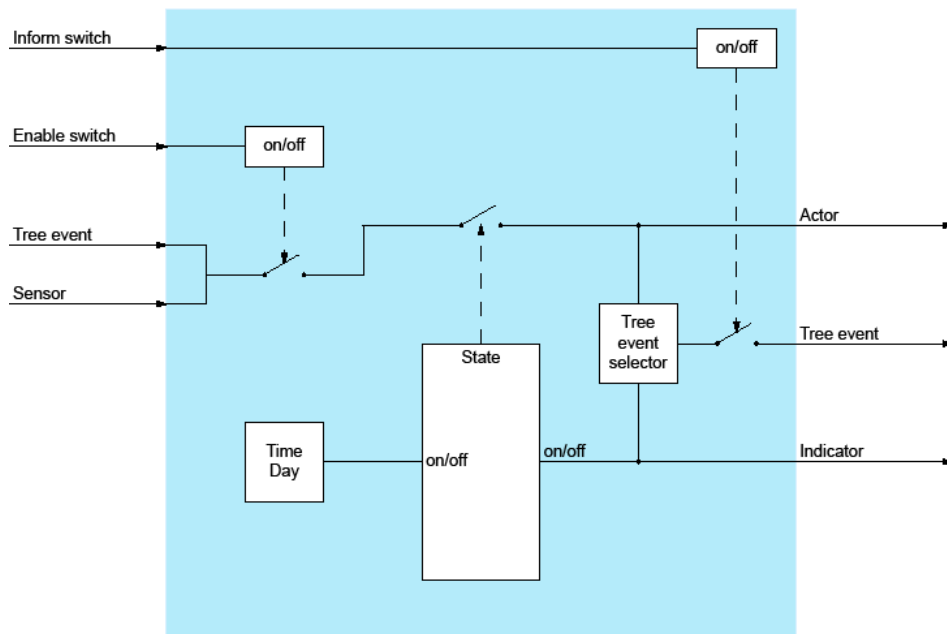 Inform switch
on/off
Enable switch
on/off
Actor
Tree event
Sensor
Tree
event
selector
Tree event
State
Time
Day
on/off
on/off
Indicator